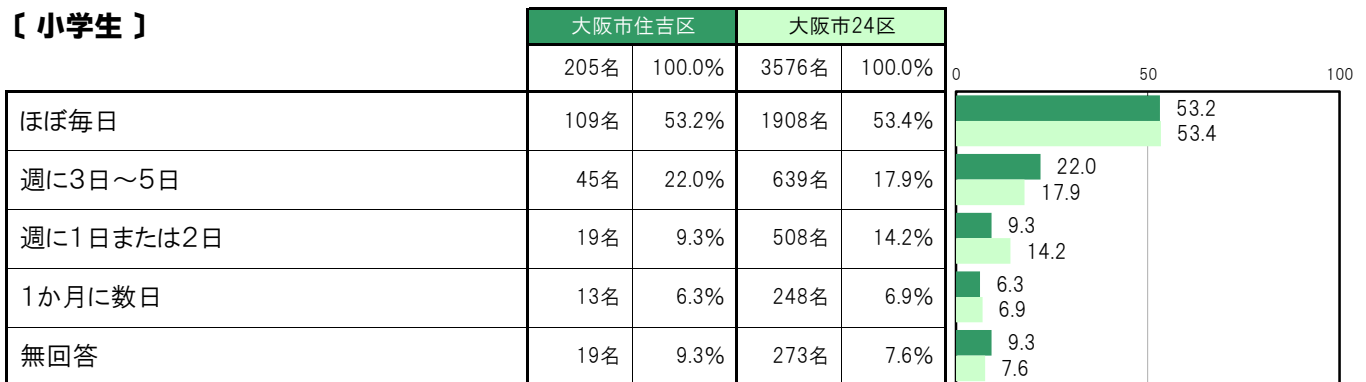 〔 小学生 〕
大阪市住吉区 大阪市24区
205名 100.0% 3576名 100.0% 0 50 100
ほぼ毎日 109名 53.2% 1908名 53.4% 53.2
53.4
週に3日～5日 45名 22.0% 639名 17.9% 22.0
17.9
週に1日または2日 19名 9.3% 508名 14.2% 9.3
14.2
1か月に数日 13名 6.3% 248名 6.9% 6.3
6.9
無回答 19名 9.3% 273名 7.6% 9.3
7.6